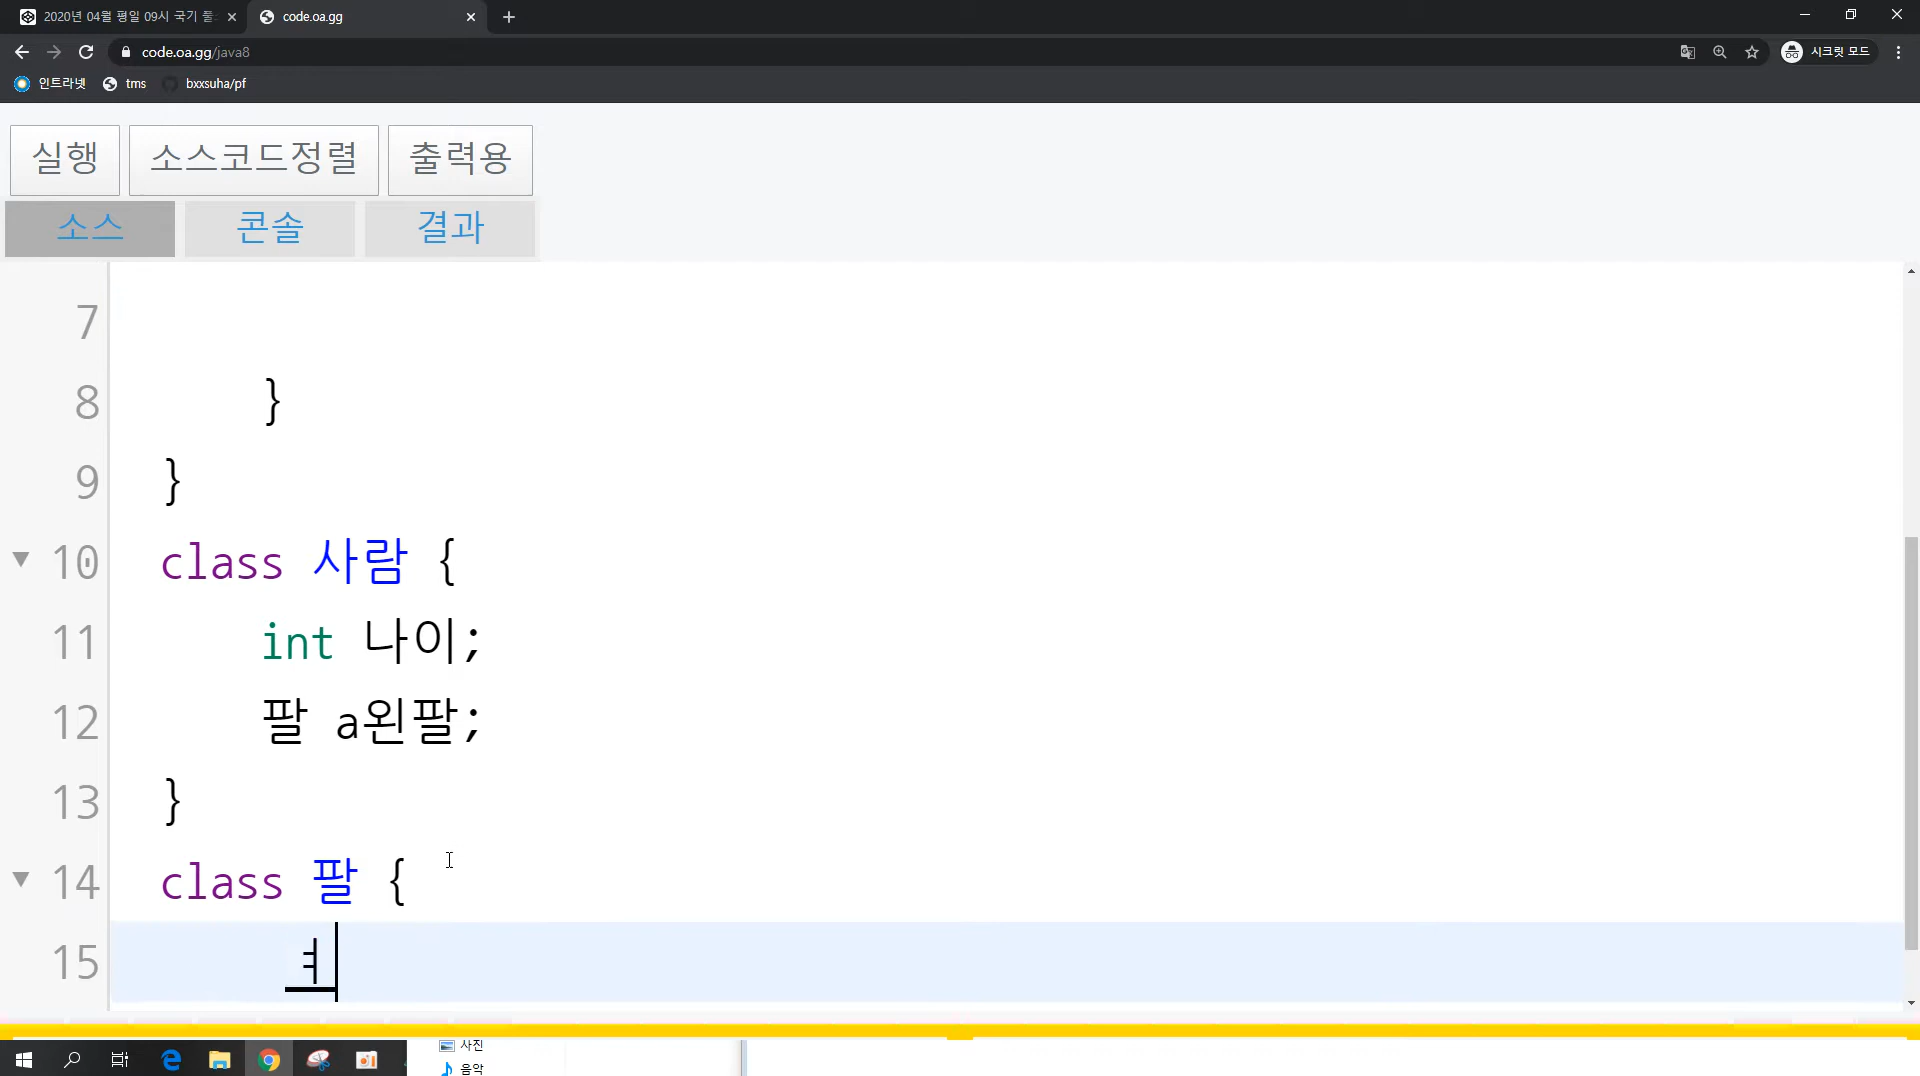 2020년 04월 평일 09시 국기 훌
code.oa.gg
code.oa.gg/java8
시크릿 모드
인트라넷
tms
bxxsuha/pf
실행
소스코드정렬
출력용
소스
콘솔
결과
7
8 }
9 }
10 class 사람 {
11 int 나이;
12 팔 a왼팔;
13 }
14 class 팔 {
15 ㅕ
사진
음악